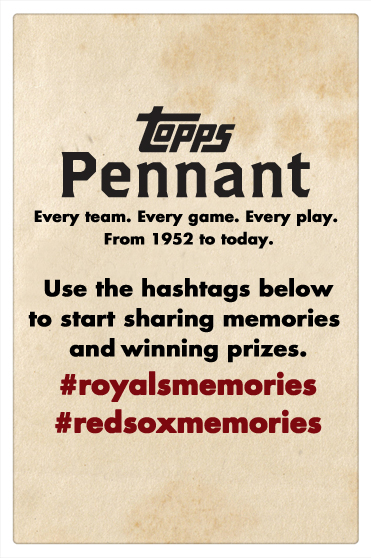 Topps
Pennant
Every team. Every game. Every play.
From 1952 to today.
Use the hashtags below
to start sharing memories
and winning prizes.
#royalsmemories
#redsoxmemories